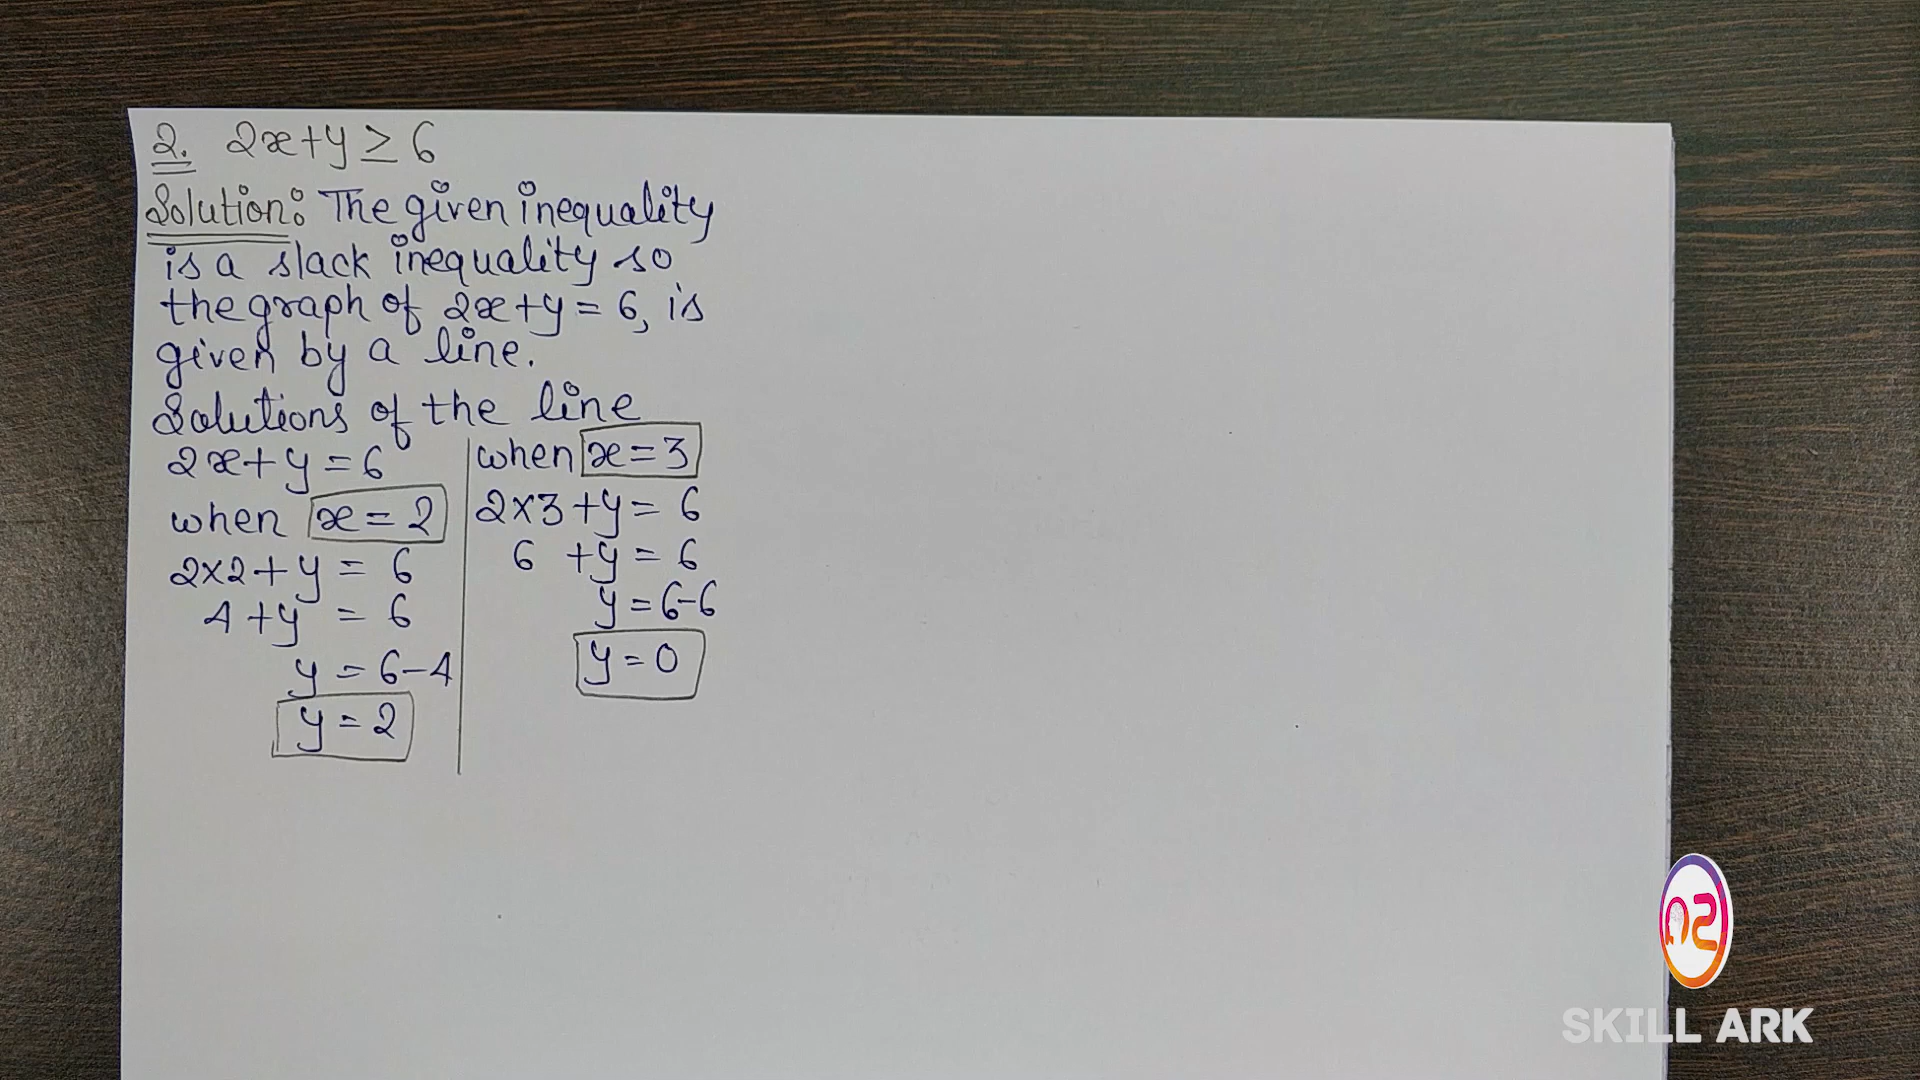 2. 2x+y ≥ 6
Solution: The given inequality
is a slack inequality so
the graph of 2x+y = 6, is
given by a line.
Solutions of the line
2x+y = 6
when x = 2
2×2+y = 6
4+y = 6
y = 6-4
y = 2
when x = 3
2×3+y = 6
6 +y = 6
y = 6-6
y = 0
SKILL ARK